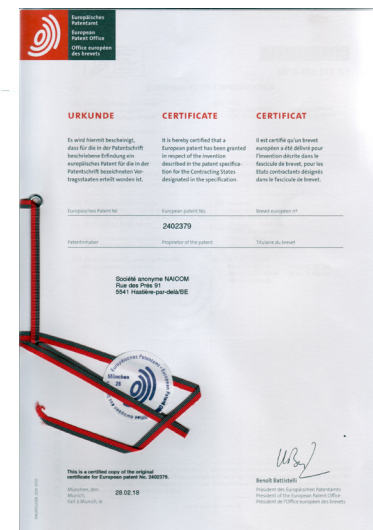 Europäisches
Patentamt
European
Patent Office
Office européen
des brevets
URKUNDE
CERTIFICATE
CERTIFICAT
Es wird hiermit bescheinigt,
dass für die in der Patentschrift
beschriebene Erfindung ein
europäisches Patent für die in der
Patentschrift bezeichneten Ver-
tragsstaaten erteilt worden ist.
It is hereby certified that a
European patent has been granted
in respect of the invention
described in the patent specifica-
tion for the Contracting States
designated in the specification.
Il est certifié qu'un brevet
européen a été délivré pour
l'invention décrite dans le
fascicule de brevet, pour les
Etats contractants désignés
dans le fascicule de brevet.
Europäisches Patent Nr.
European patent No.
Brevet européen n°
2402379
Patentinhaber
Proprietor of the patent
Titulaire du brevet
Société anonyme NAICOM
Rue des Prés 91
5541 Hastière-par-delà/BE
Europäisches Patentamt
München
28
This is a certified copy of the original
certificate for European patent No. 2402379.
München, den
Munich,
Fait à Munich, le
28.02.18
Benoît Battistelli
Präsident des Europäischen Patentamts
President of the European Patent Office
Président de l'Office européen des brevets